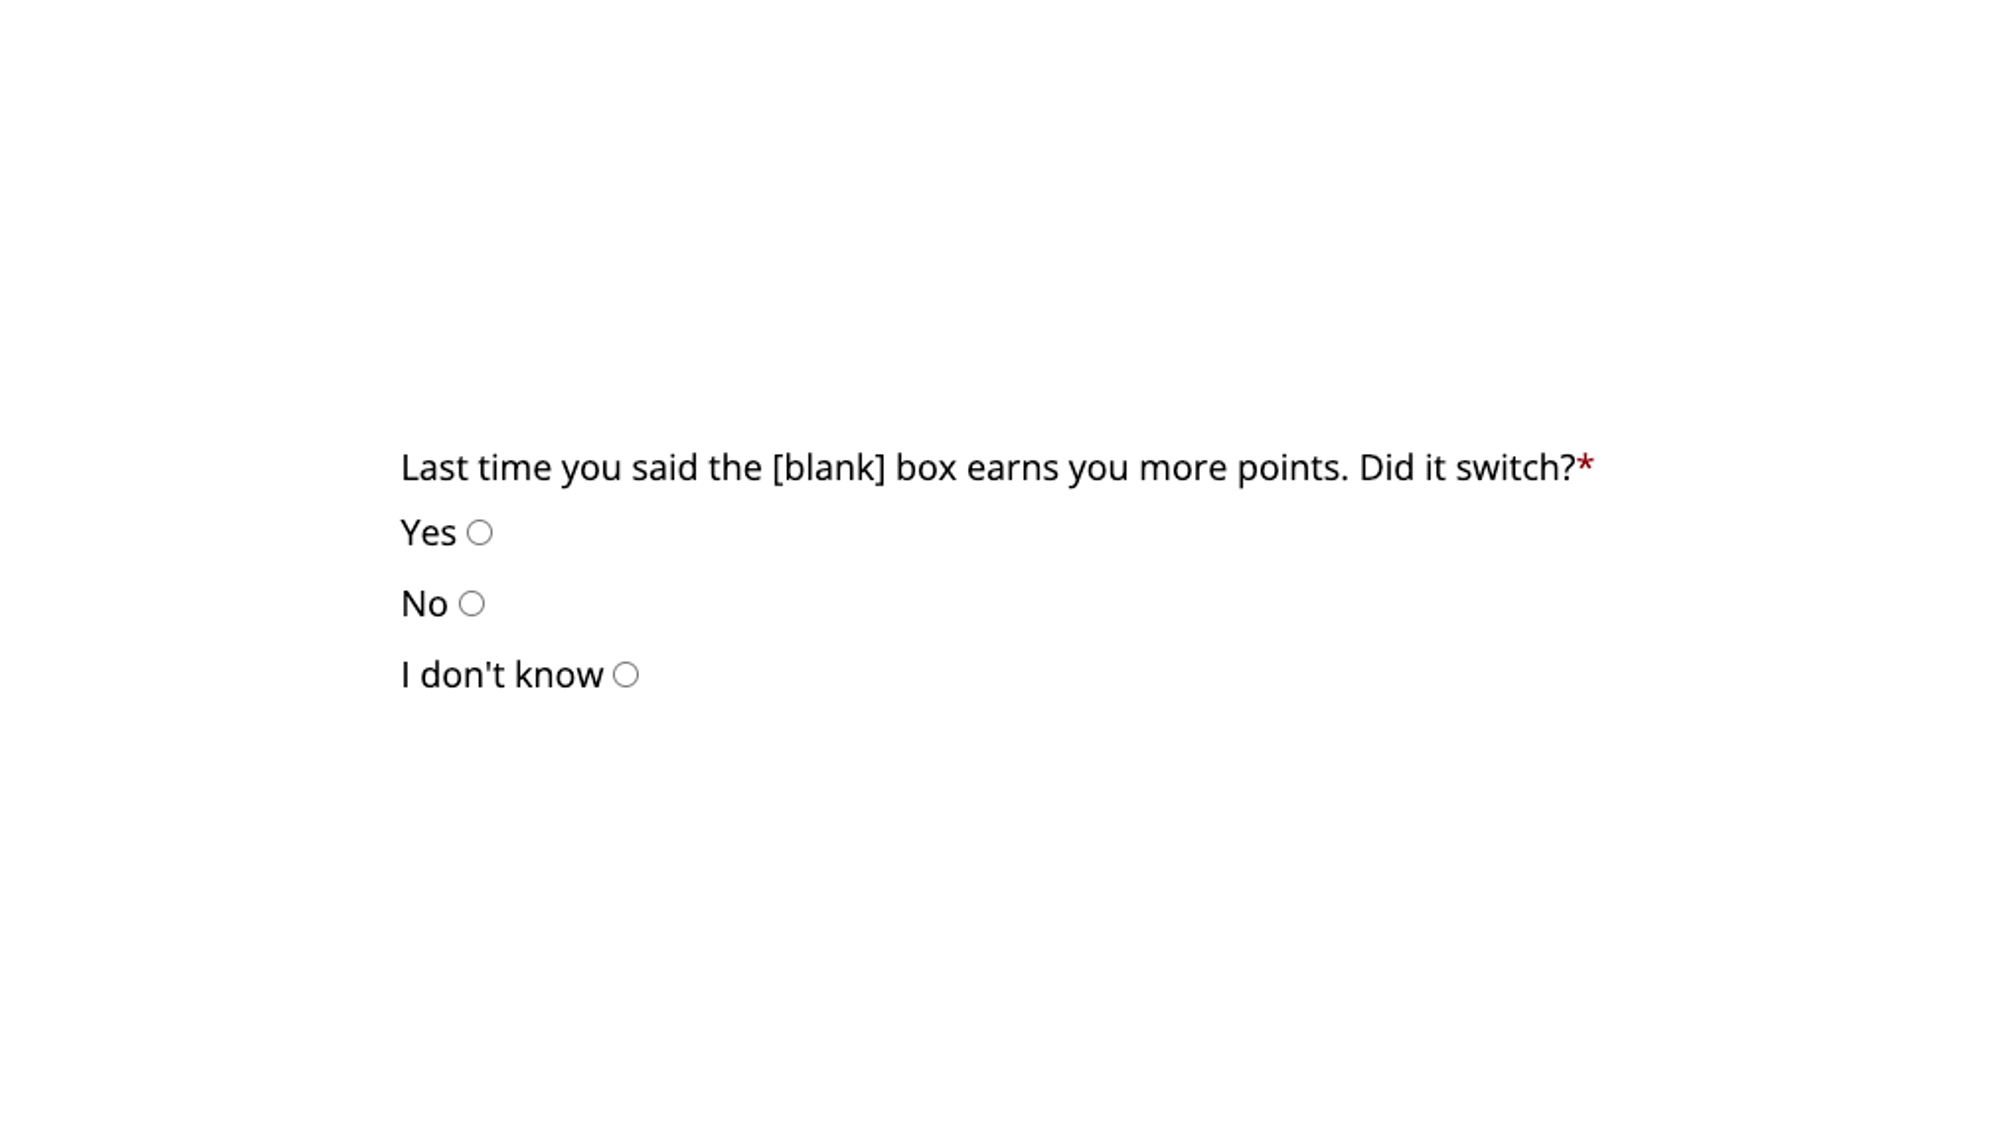 Last time you said the [blank] box earns you more points. Did it switch?*
Yes
No
I don't know